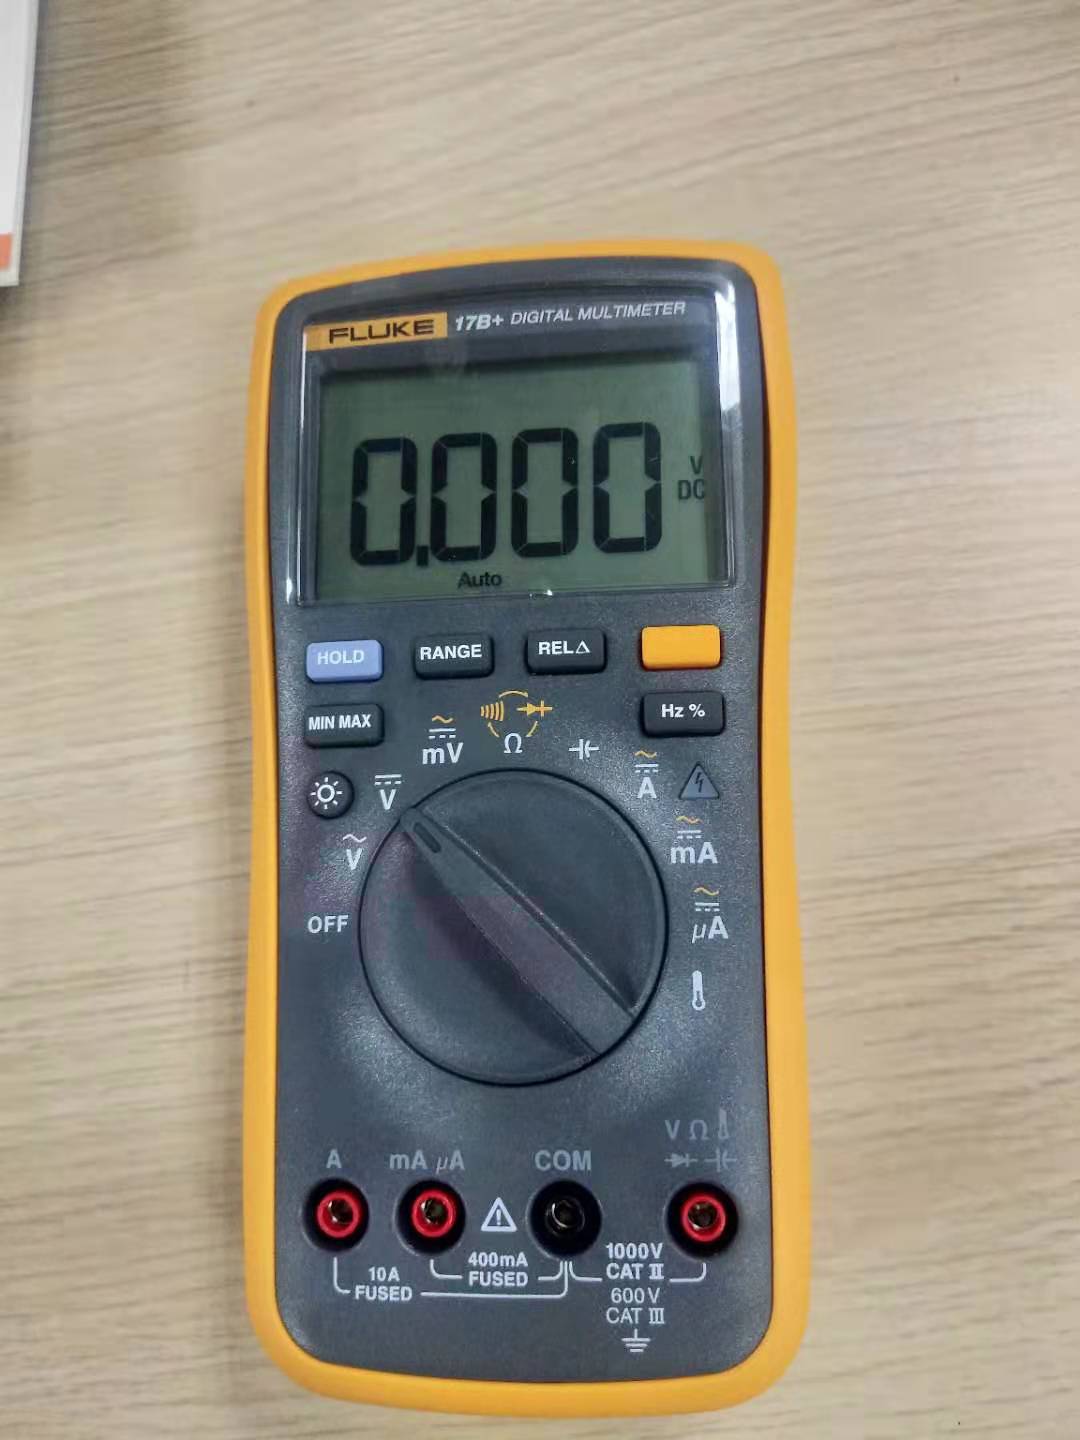 FLUKE 17B+ DIGITAL MULTIMETER
0.000 V DC
Auto
HOLD RANGE REL△
MIN MAX Hz %
mV Ω
V A
V mA
OFF µA
V Ω
A mA µA COM
10A FUSED
400mA FUSED
1000V CAT II
600V CAT III